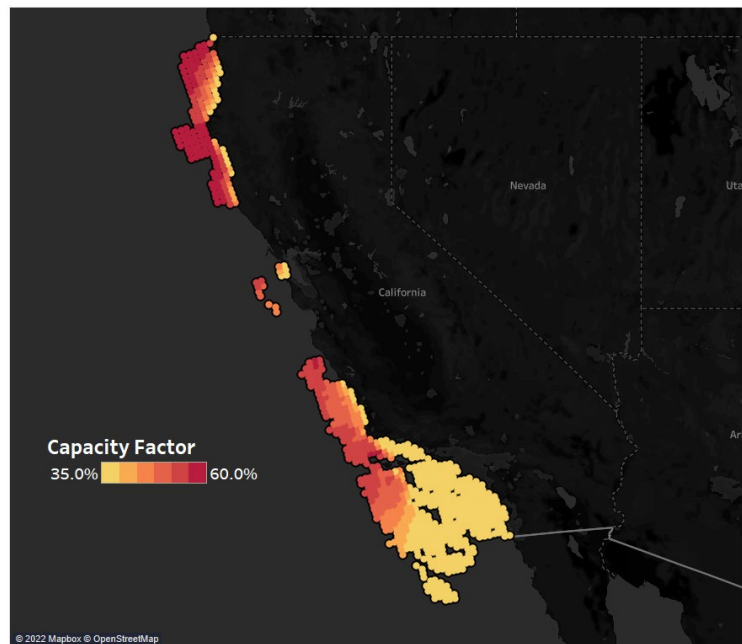 Nevada
Uta
California
Ar
Capacity Factor
35.0% 60.0%
© 2022 Mapbox © OpenStreetMap